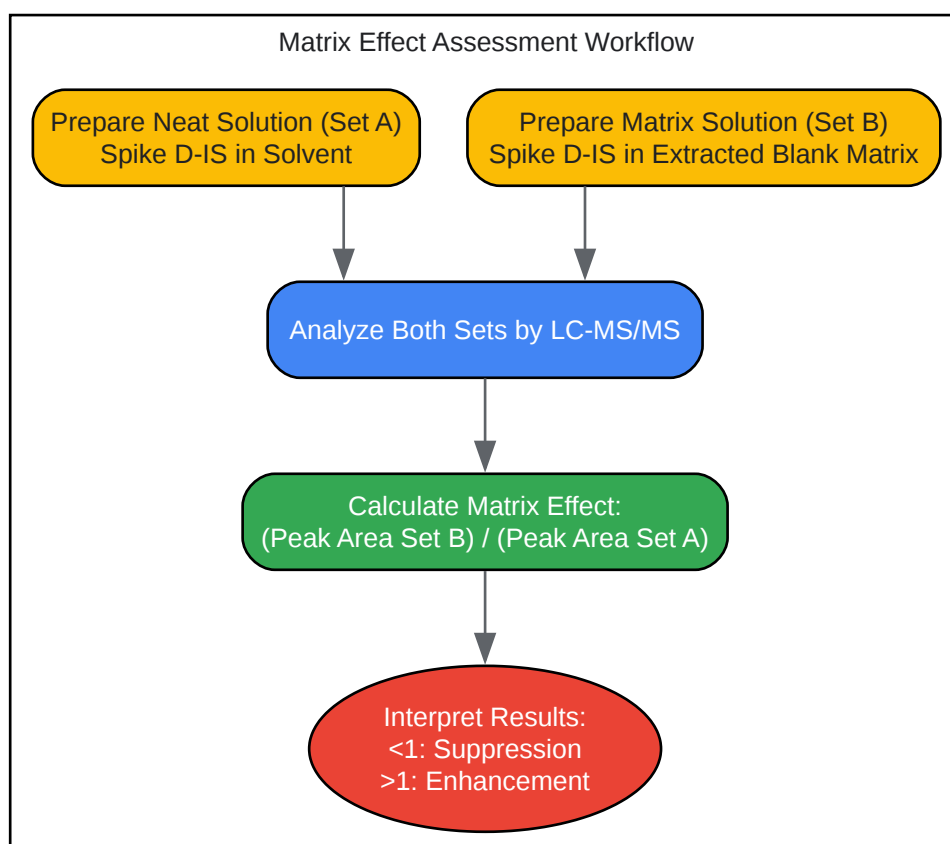 Matrix Effect Assessment Workflow
Prepare Neat Solution (Set A)
Spike D-IS in Solvent
Prepare Matrix Solution (Set B)
Spike D-IS in Extracted Blank Matrix
Analyze Both Sets by LC-MS/MS
Calculate Matrix Effect:
(Peak Area Set B) / (Peak Area Set A)
Interpret Results:
<1: Suppression
>1: Enhancement